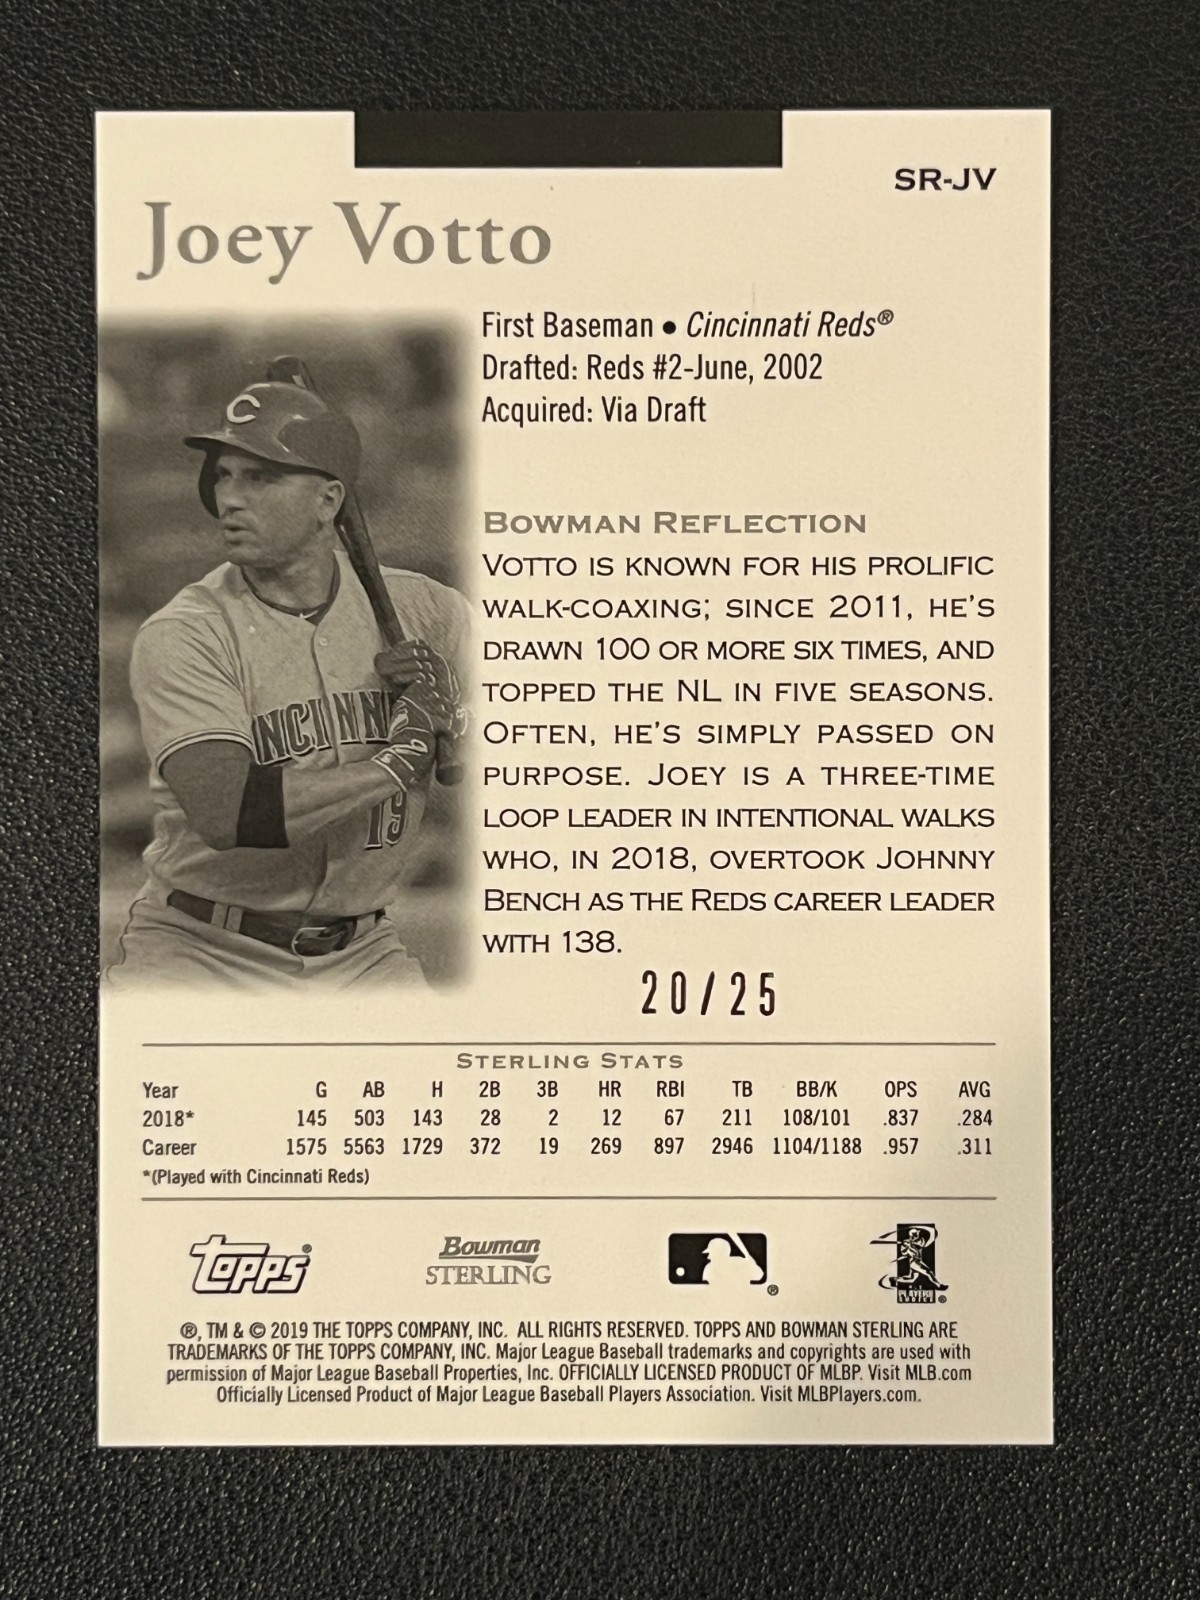 SR-JV
Joey Votto
First Baseman • Cincinnati Reds®
Drafted: Reds #2-June, 2002
Acquired: Via Draft
BOWMAN REFLECTION
VOTTO IS KNOWN FOR HIS PROLIFIC
WALK-COAXING; SINCE 2011, HE'S
DRAWN 100 OR MORE SIX TIMES, AND
TOPPED THE NL IN FIVE SEASONS.
OFTEN, HE'S SIMPLY PASSED ON
PURPOSE. JOEY IS A THREE-TIME
LOOP LEADER IN INTENTIONAL WALKS
WHO, IN 2018, OVERTOOK JOHNNY
BENCH AS THE REDS CAREER LEADER
WITH 138.
C
NCINN
19
20/25
STERLING STATS
Year G AB H 2B 3B HR RBI TB BB/K OPS AVG
2018* 145 503 143 28 2 12 67 211 108/101 .837 .284
Career 1575 5563 1729 372 19 269 897 2946 1104/1188 .957 .311
*(Played with Cincinnati Reds)
Topps®
Bowman
STERLING
®
PLAYERS
CHOICE ®
®, TM & © 2019 THE TOPPS COMPANY, INC. ALL RIGHTS RESERVED. TOPPS AND BOWMAN STERLING ARE
TRADEMARKS OF THE TOPPS COMPANY, INC. Major League Baseball trademarks and copyrights are used with
permission of Major League Baseball Properties, Inc. OFFICIALLY LICENSED PRODUCT OF MLBP. Visit MLB.com
Officially Licensed Product of Major League Baseball Players Association. Visit MLBPlayers.com.